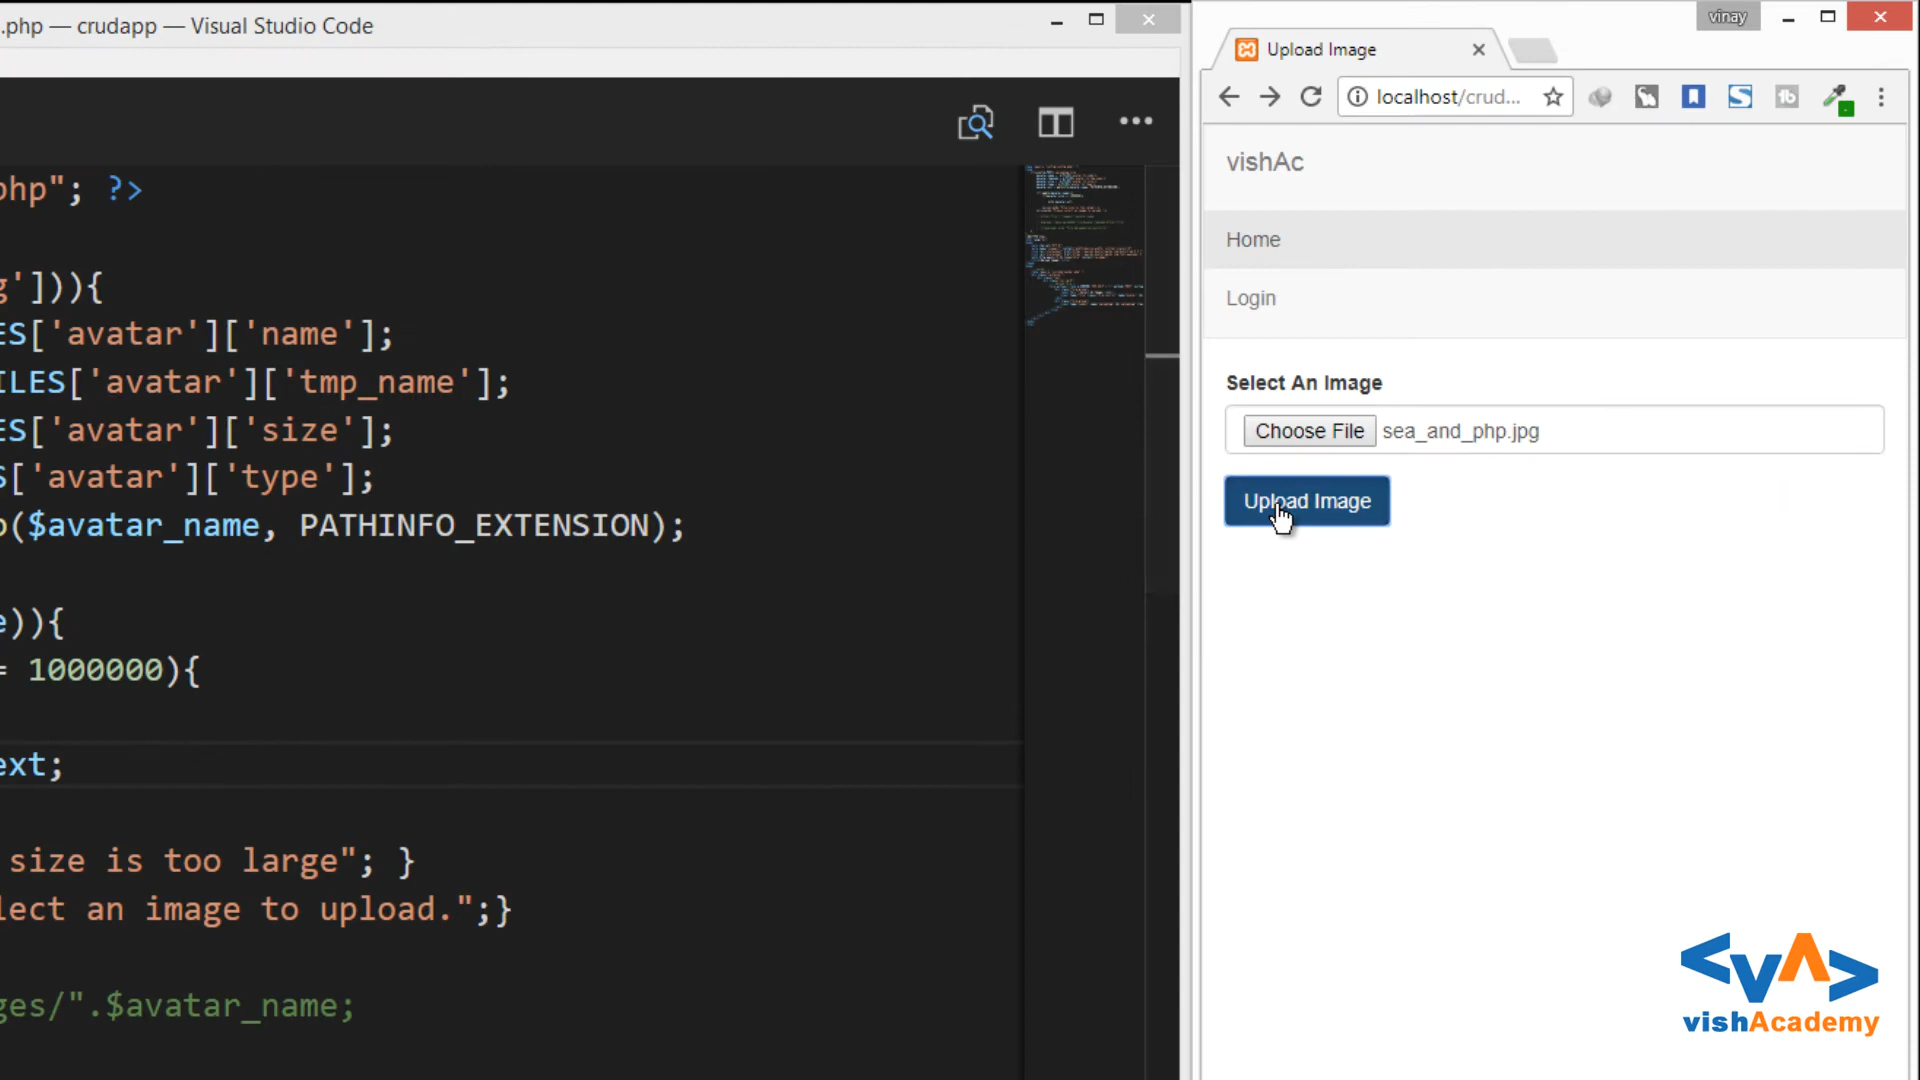 .php — crudapp — Visual Studio Code
php"; ?>
g'])){
ES['avatar']['name'];
ILES['avatar']['tmp_name'];
ES['avatar']['size'];
S['avatar']['type'];
o($avatar_name, PATHINFO_EXTENSION);
e)){
= 1000000){
ext;
size is too large"; }
lect an image to upload.";}
ges/".$avatar_name;
vinay
Upload Image
localhost/crud...
vishAc
Home
Login
Select An Image
Choose File sea_and_php.jpg
Upload Image
<VA>
vishAcademy